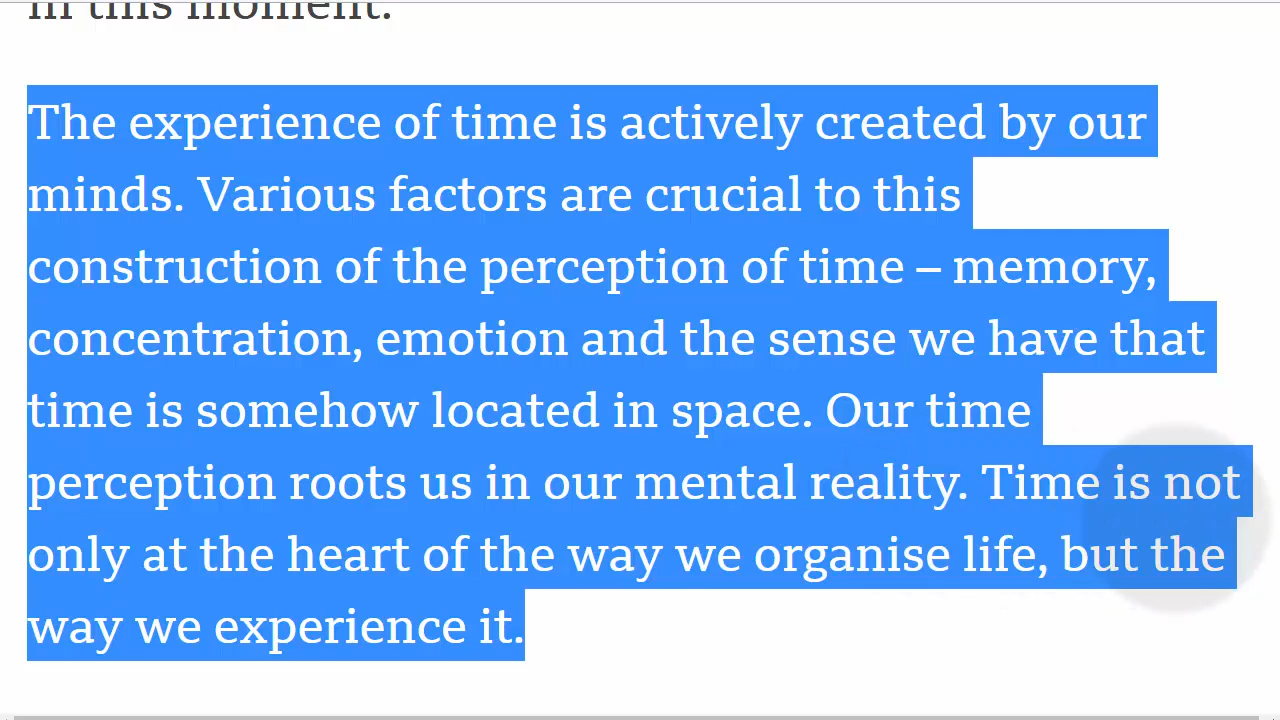 in this moment.
The experience of time is actively created by our
minds. Various factors are crucial to this
construction of the perception of time – memory,
concentration, emotion and the sense we have that
time is somehow located in space. Our time
perception roots us in our mental reality. Time is not
only at the heart of the way we organise life, but the
way we experience it.